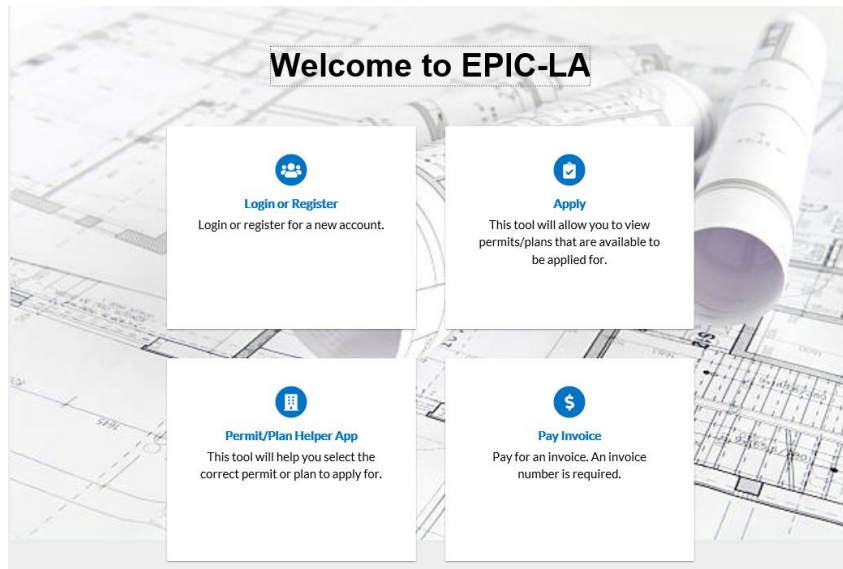 Welcome to EPIC-LA
Login or Register
Login or register for a new account.
Apply
This tool will allow you to view
permits/plans that are available to
be applied for.
Permit/Plan Helper App
This tool will help you select the
correct permit or plan to apply for.
Pay Invoice
Pay for an invoice. An invoice
number is required.